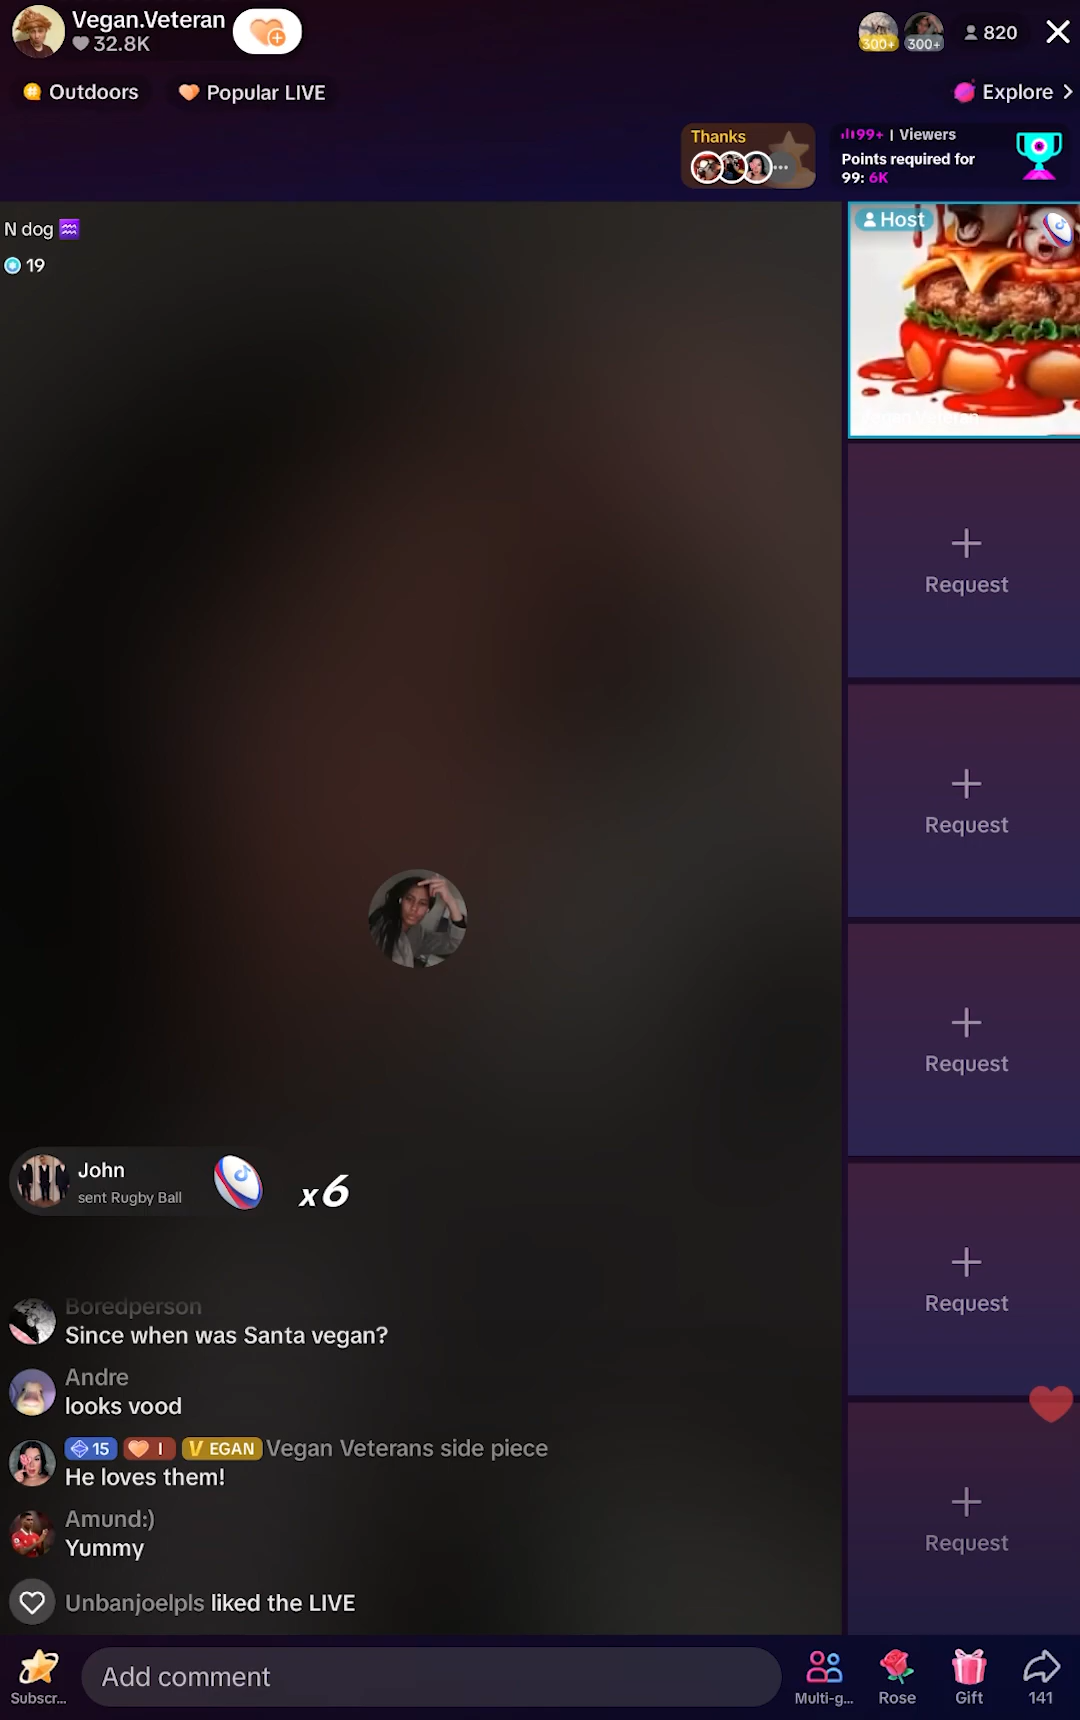 Vegan.Veteran
32.8K
300+
300+
820
Outdoors
Popular LIVE
Explore
Thanks
99+ | Viewers
Points required for
99: 6K
N dog
19
Host
Vegan.Veteran
Request
Request
Request
Request
Request
John
sent Rugby Ball
x6
Boredperson
Since when was Santa vegan?
Andre
looks vood
15 I V EGAN Vegan Veterans side piece
He loves them!
Amund:)
Yummy
Unbanjoelpls liked the LIVE
Subscr...
Add comment
Multi-g...
Rose
Gift
141